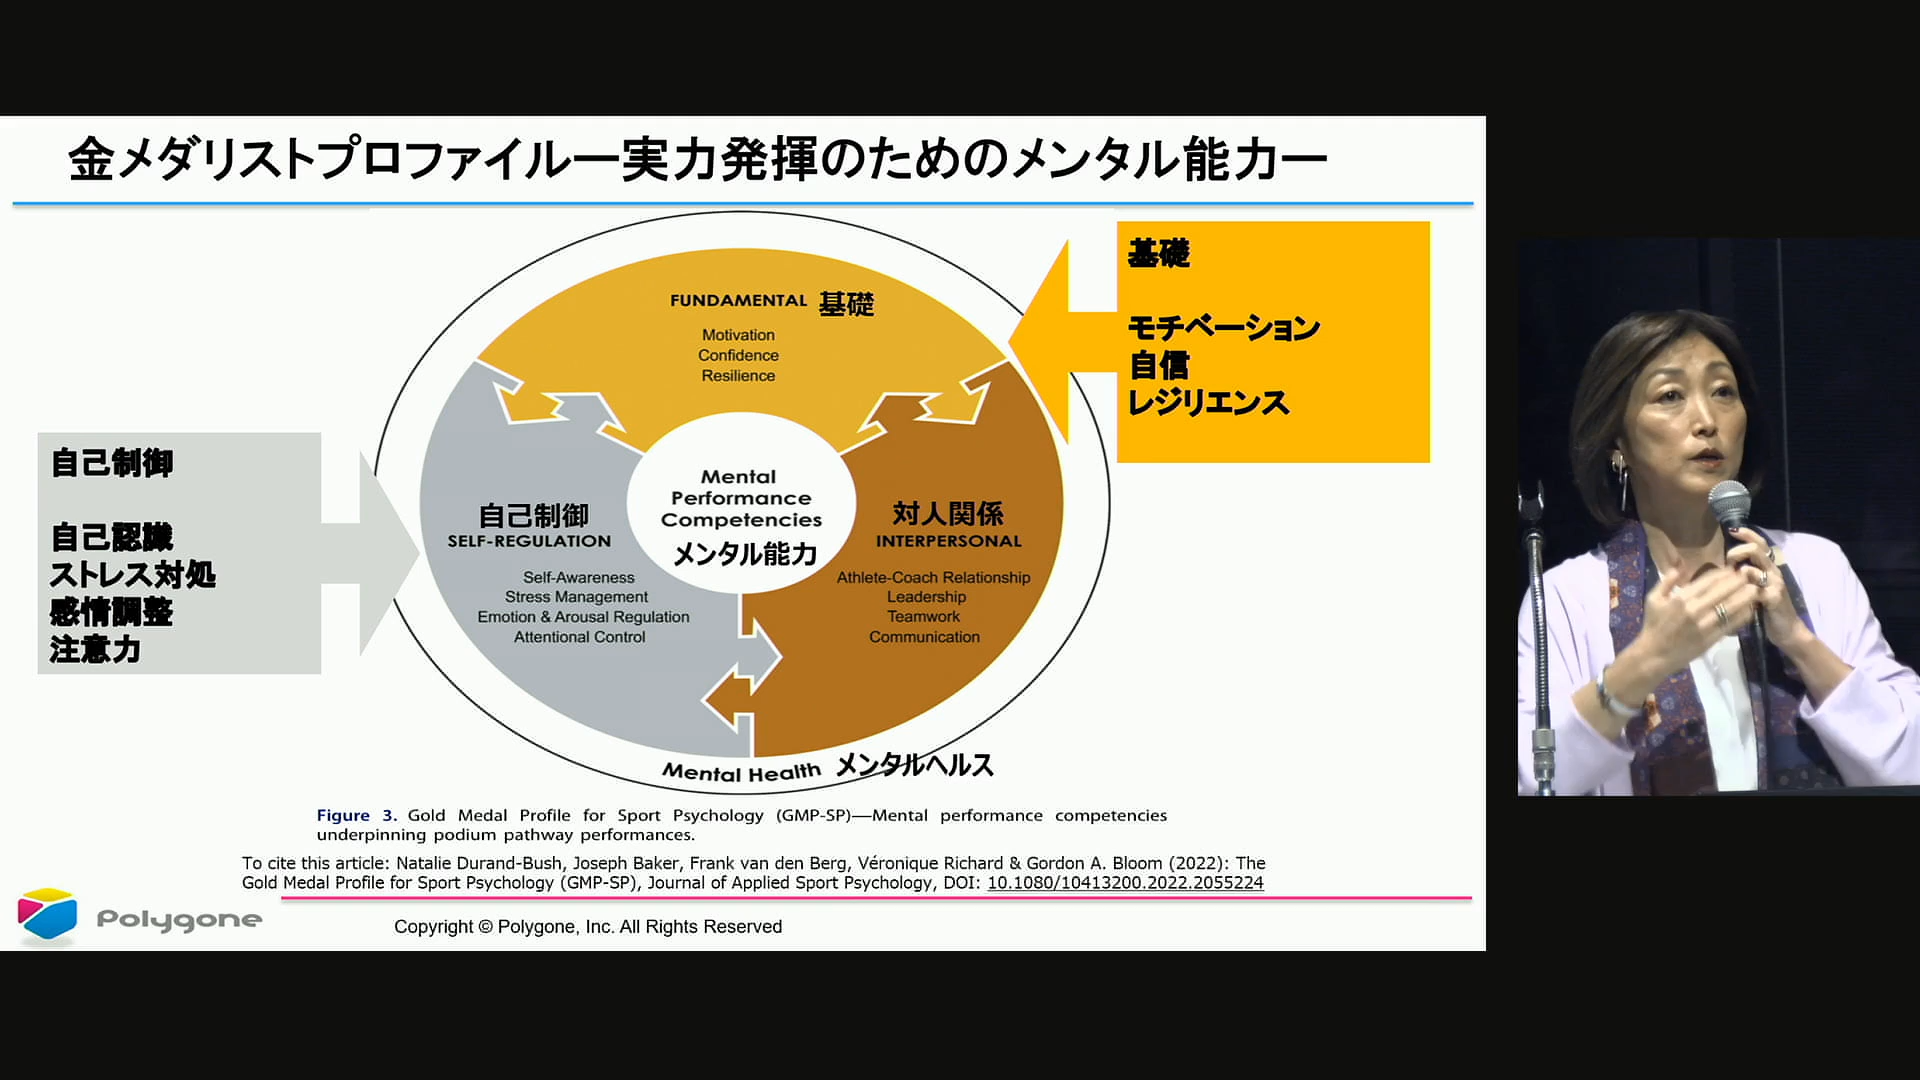 金メダリストプロファイルー実力発揮のためのメンタル能力ー
FUNDAMENTAL 基礎
Motivation
Confidence
Resilience
基礎
モチベーション
自信
レジリエンス
自己制御
自己認識
ストレス対処
感情調整
注意力
自己制御
SELF-REGULATION
Self-Awareness
Stress Management
Emotion & Arousal Regulation
Attentional Control
Mental
Performance
Competencies
メンタル能力
対人関係
INTERPERSONAL
Athlete-Coach Relationship
Leadership
Teamwork
Communication
Mental Health メンタルヘルス
Figure 3. Gold Medal Profile for Sport Psychology (GMP-SP)—Mental performance competencies
underpinning podium pathway performances.
To cite this article: Natalie Durand-Bush, Joseph Baker, Frank van den Berg, Véronique Richard & Gordon A. Bloom (2022): The
Gold Medal Profile for Sport Psychology (GMP-SP), Journal of Applied Sport Psychology, DOI: 10.1080/10413200.2022.2055224
Polygone
Copyright © Polygone, Inc. All Rights Reserved